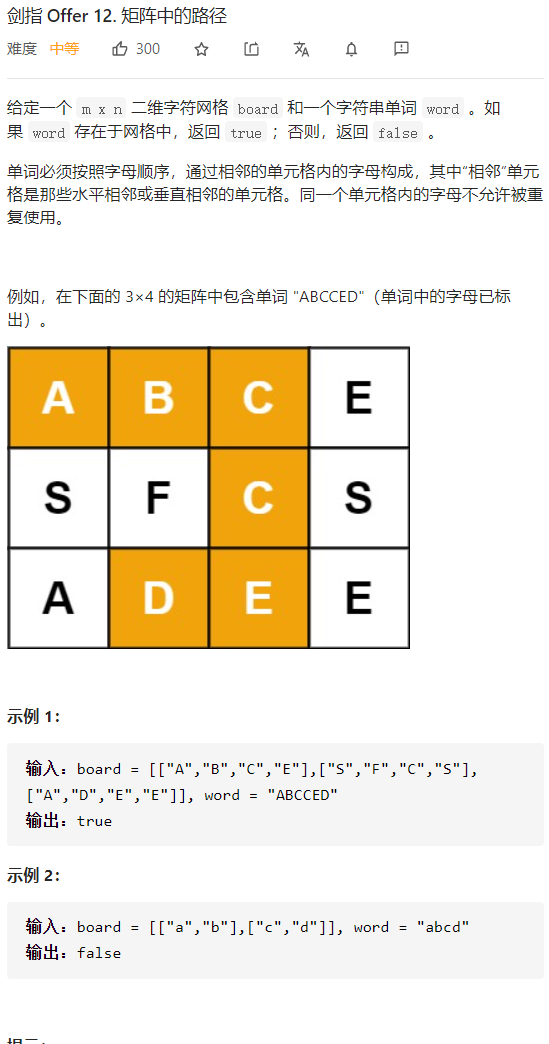 剑指 Offer 12. 矩阵中的路径
难度 中等 300
给定一个 m x n 二维字符网格 board 和一个字符串单词 word 。如
果 word 存在于网格中，返回 true ；否则，返回 false 。
单词必须按照字母顺序，通过相邻的单元格内的字母构成，其中“相邻”单元
格是那些水平相邻或垂直相邻的单元格。同一个单元格内的字母不允许被重
复使用。
例如，在下面的 3×4 的矩阵中包含单词 "ABCCED"（单词中的字母已标
出）。
A B C E
S F C S
A D E E
示例 1：
输入：board = [["A","B","C","E"],["S","F","C","S"],
["A","D","E","E"]], word = "ABCCED"
输出：true
示例 2：
输入：board = [["a","b"],["c","d"]], word = "abcd"
输出：false